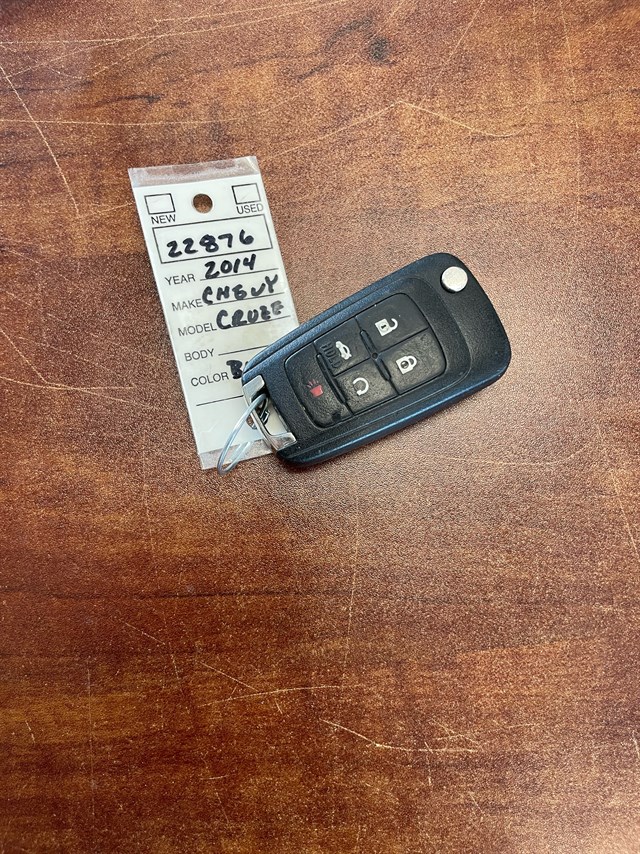 NEW USED
22876
YEAR 2014
MAKE CHEVY
MODEL CRUZE
BODY
COLOR